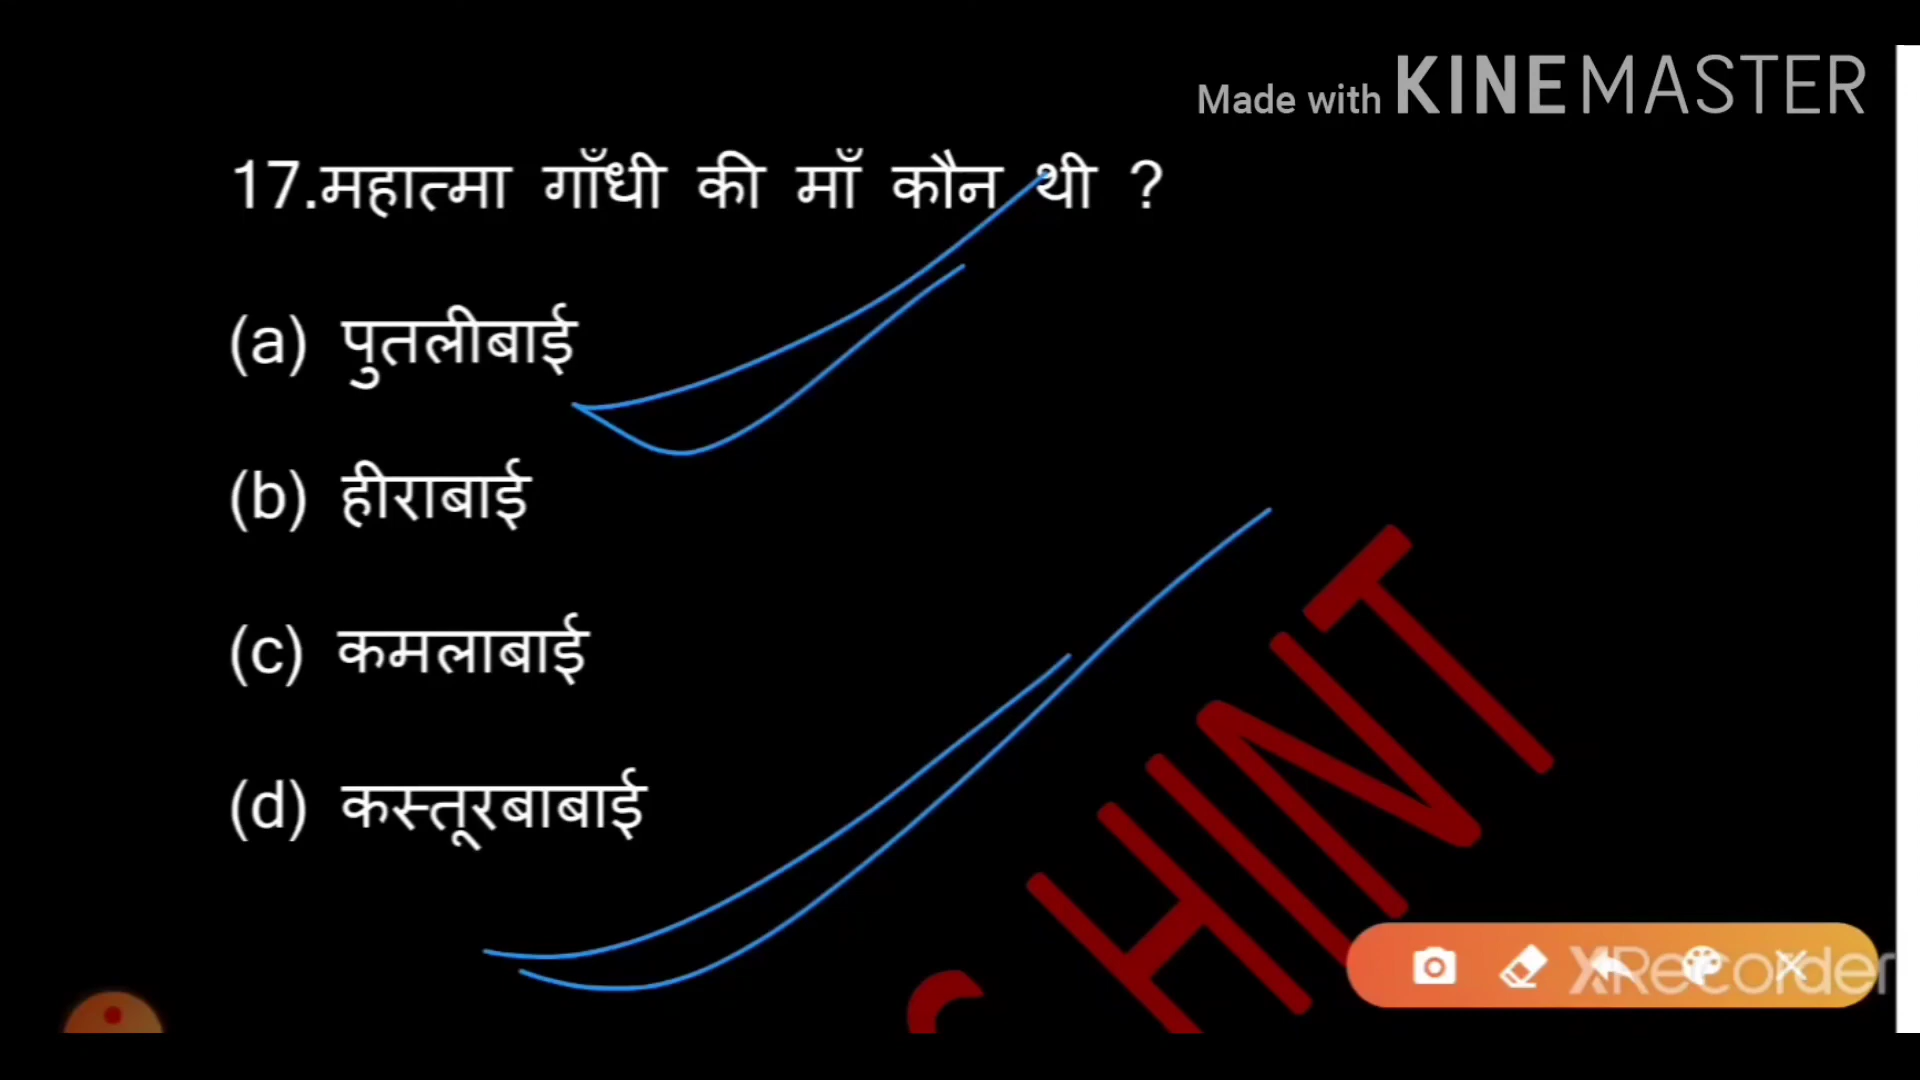 Made with KINEMASTER
17.महात्मा गाँधी की माँ कौन थी ?
(a) पुतलीबाई
(b) हीराबाई
(c) कमलाबाई
(d) कस्तूरबाबाई
HINT
XRecorder